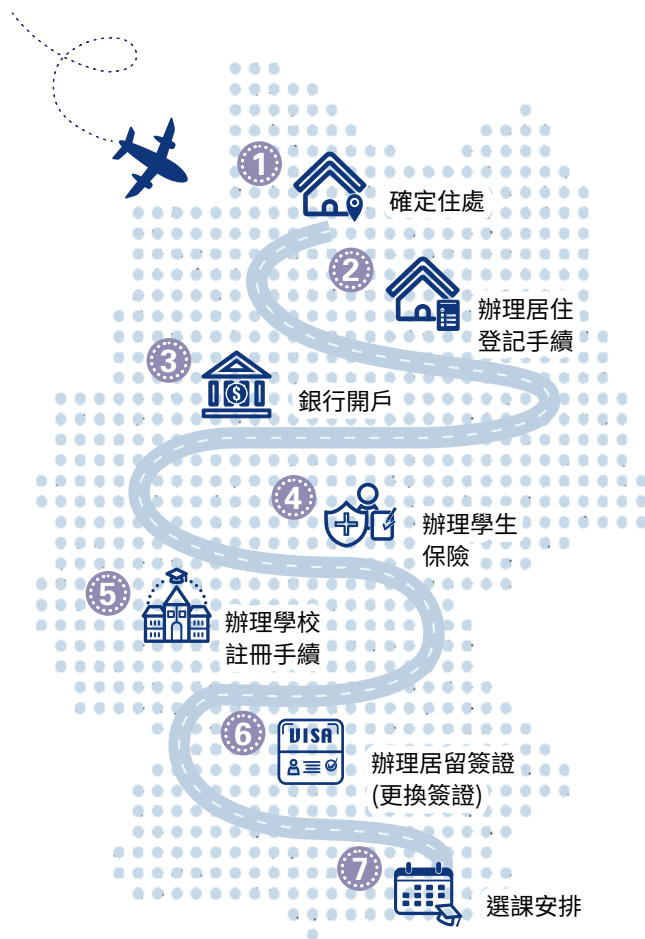 1
確定住處
2
辦理居住
登記手續
3
$
銀行開戶
4
辦理學生
保險
5
辦理學校
註冊手續
6
VISA
辦理居留簽證
(更換簽證)
7
選課安排